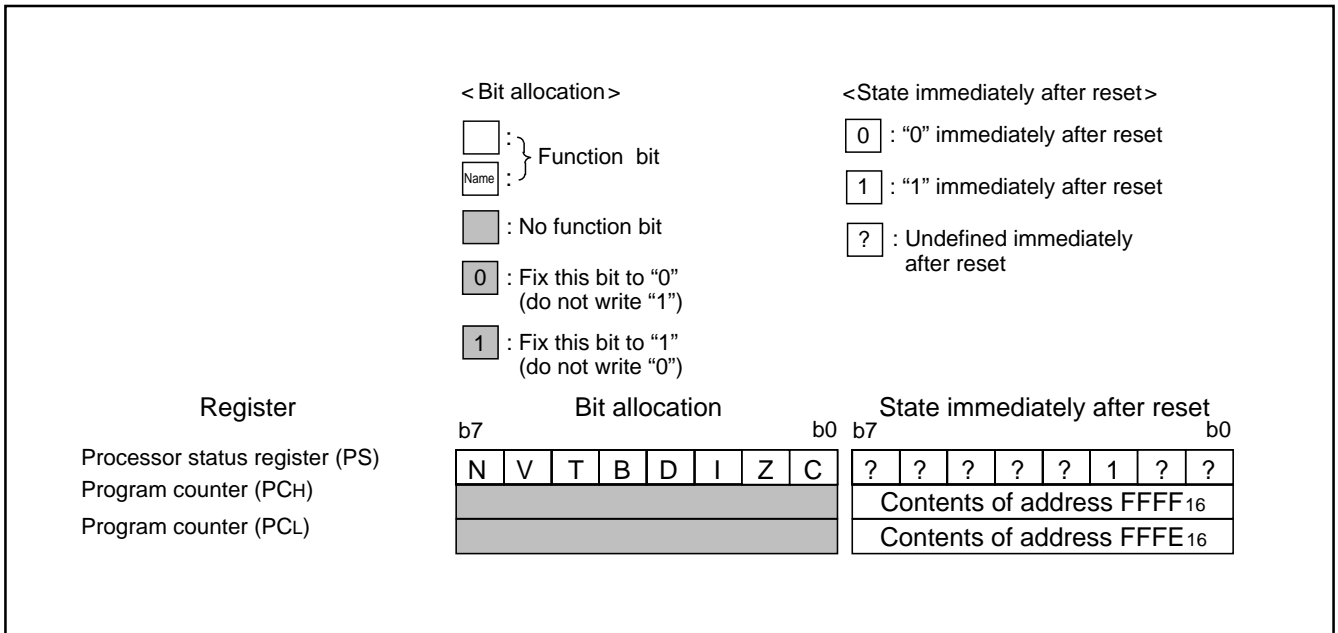 <Bit allocation>
:
Name :
Function bit
: No function bit
0 : Fix this bit to “0”
(do not write “1”)
1 : Fix this bit to “1”
(do not write “0”)
<State immediately after reset>
0 : “0” immediately after reset
1 : “1” immediately after reset
? : Undefined immediately
after reset
Register Bit allocation State immediately after reset
b7 b0 b7 b0
Processor status register (PS) N V T B D I Z C ? ? ? ? ? 1 ? ?
Program counter (PCH) Contents of address FFFF16
Program counter (PCL) Contents of address FFFE16